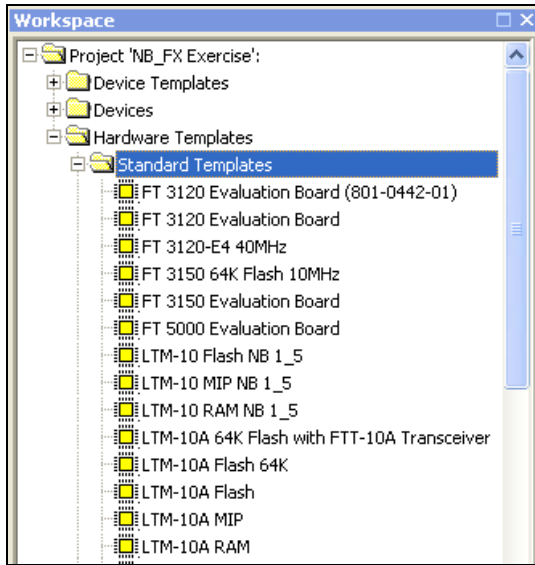 Workspace
Project 'NB_FX Exercise':
Device Templates
Devices
Hardware Templates
Standard Templates
FT 3120 Evaluation Board (801-0442-01)
FT 3120 Evaluation Board
FT 3120-E4 40MHz
FT 3150 64K Flash 10MHz
FT 3150 Evaluation Board
FT 5000 Evaluation Board
LTM-10 Flash NB 1_5
LTM-10 MIP NB 1_5
LTM-10 RAM NB 1_5
LTM-10A 64K Flash with FTT-10A Transceiver
LTM-10A Flash 64K
LTM-10A Flash
LTM-10A MIP
LTM-10A RAM